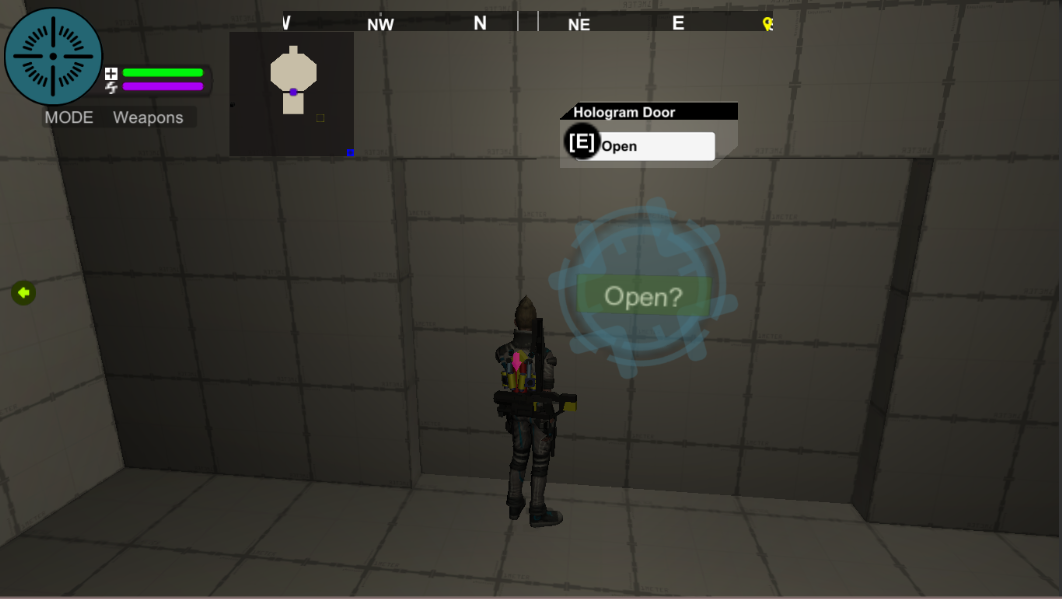 W NW N NE E
MODE Weapons
Hologram Door
[E] Open
Open?